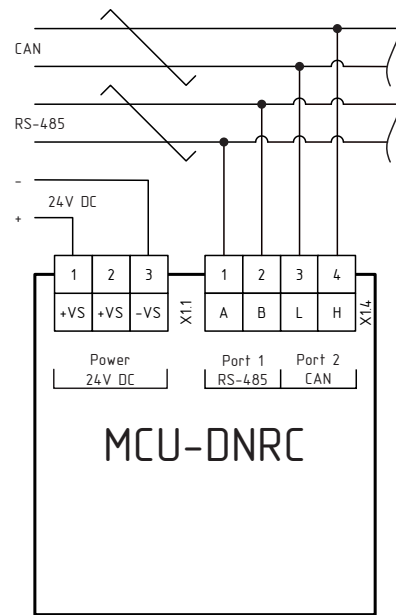 CAN
RS-485
-
24V DC
+
1 2 3 1 2 3 4
+VS +VS -VS X1.1 A B L H X1.4
Power Port 1 Port 2
24V DC RS-485 CAN
MCU-DNRC